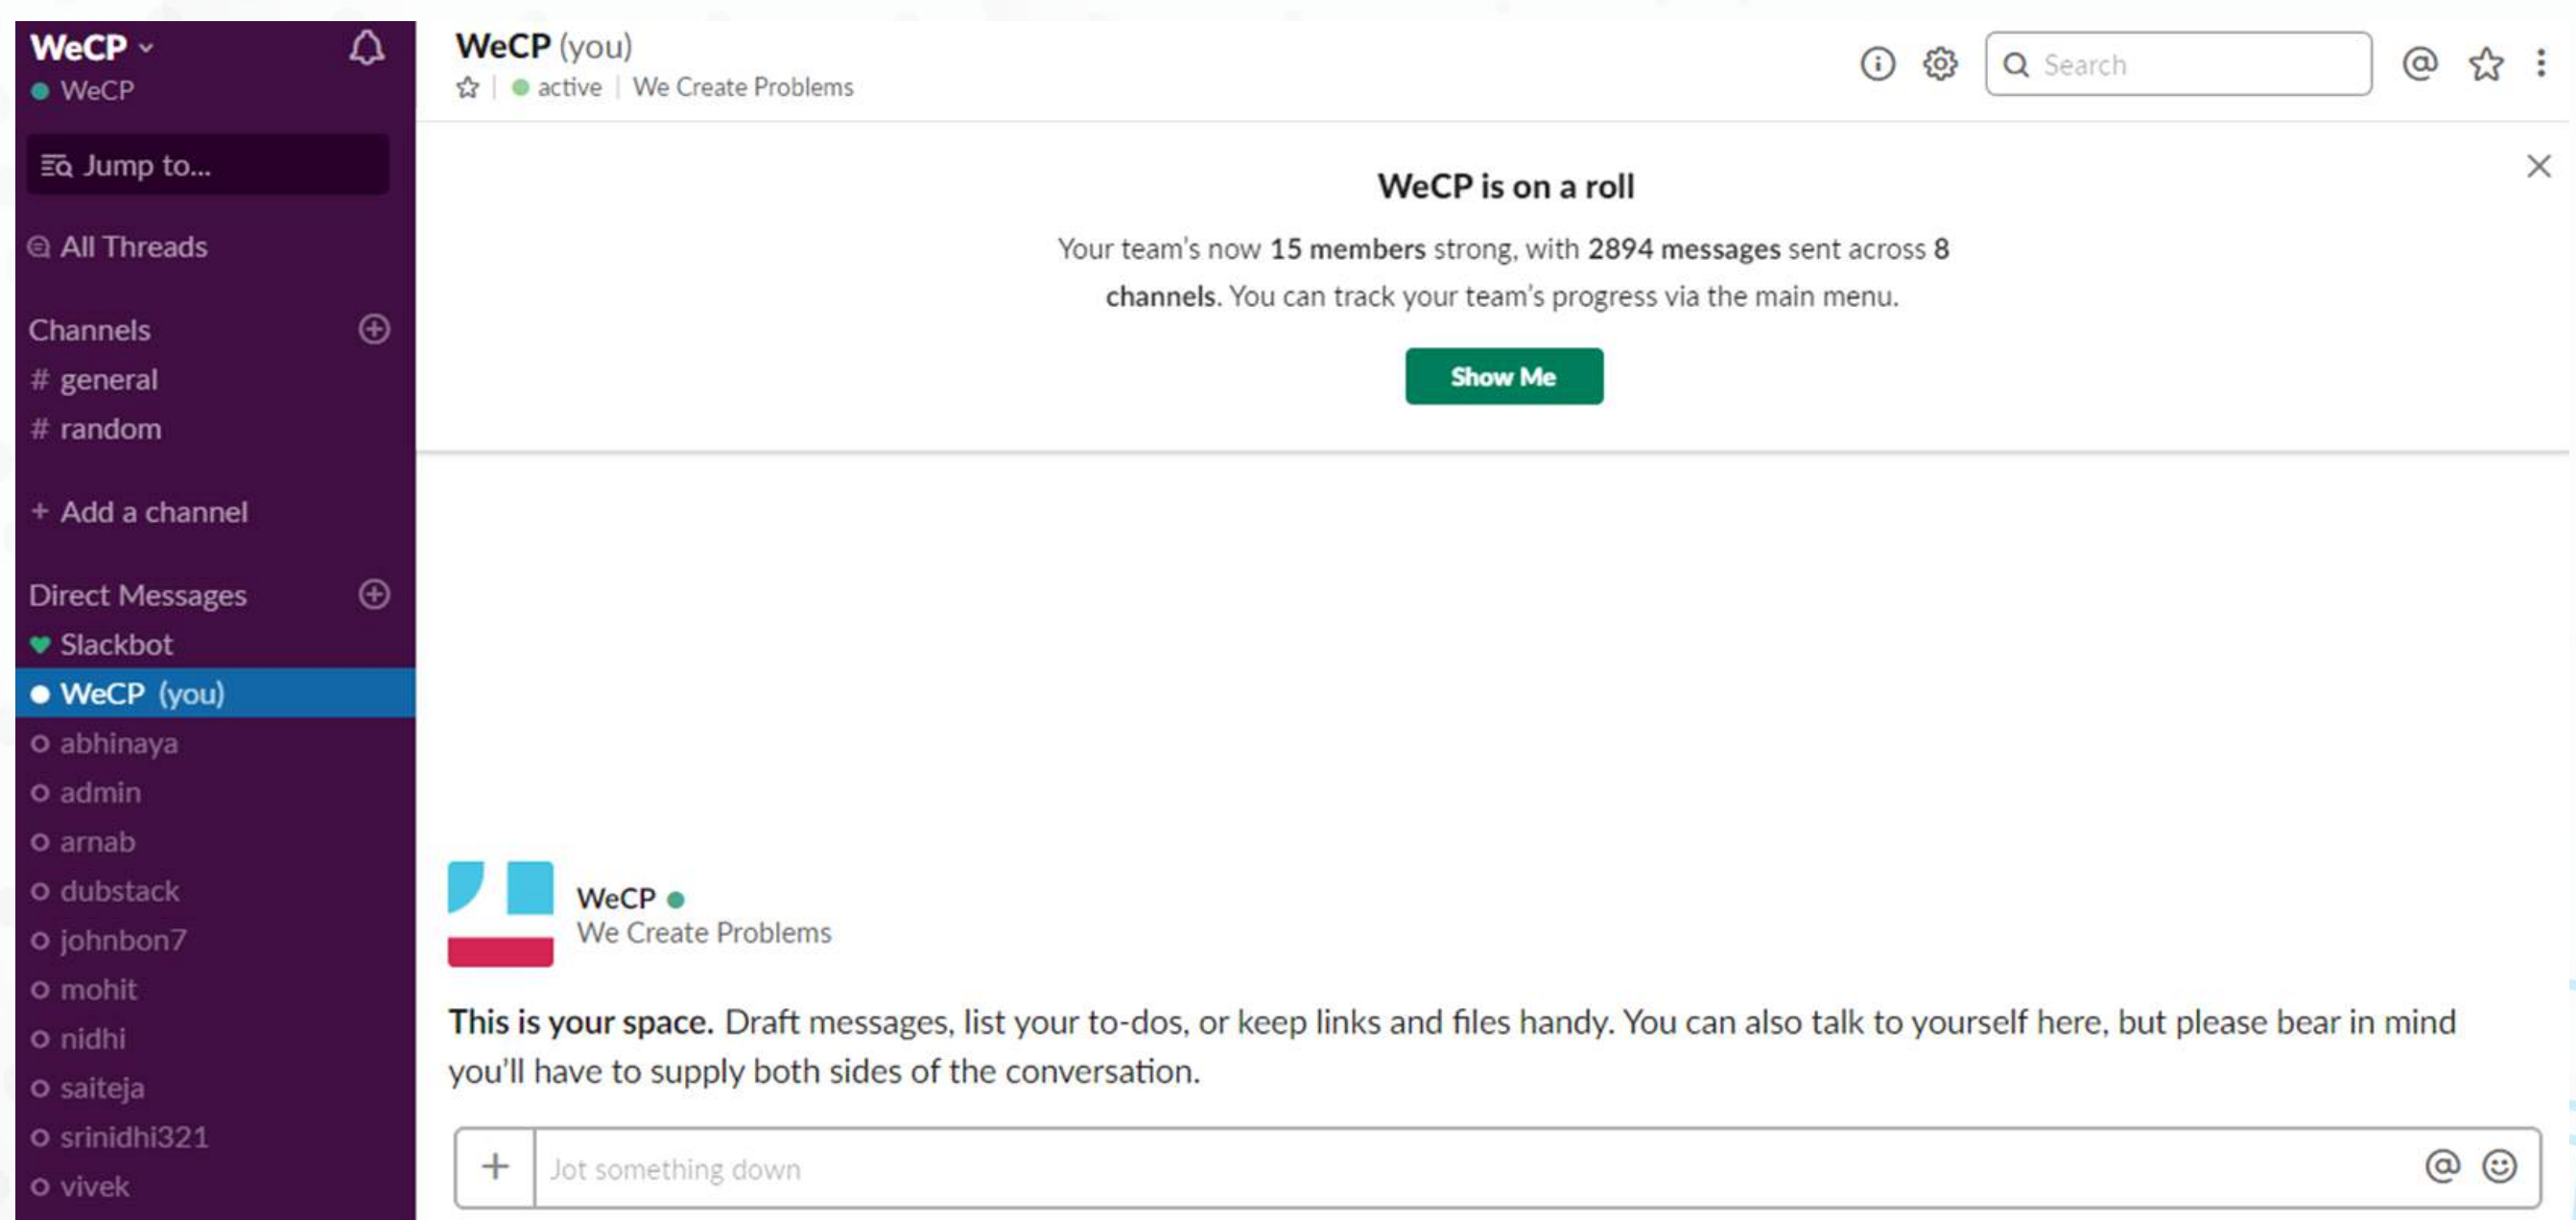 WeCP
WeCP
Jump to...
All Threads
Channels
# general
# random
+ Add a channel
Direct Messages
Slackbot
WeCP (you)
abhinaya
admin
arnab
dubstack
johnbon7
mohit
nidhi
saiteja
srinidhi321
vivek
WeCP (you)
active | We Create Problems
Search
WeCP is on a roll
Your team's now 15 members strong, with 2894 messages sent across 8
channels. You can track your team's progress via the main menu.
Show Me
WeCP
We Create Problems
This is your space. Draft messages, list your to-dos, or keep links and files handy. You can also talk to yourself here, but please bear in mind
you'll have to supply both sides of the conversation.
Jot something down